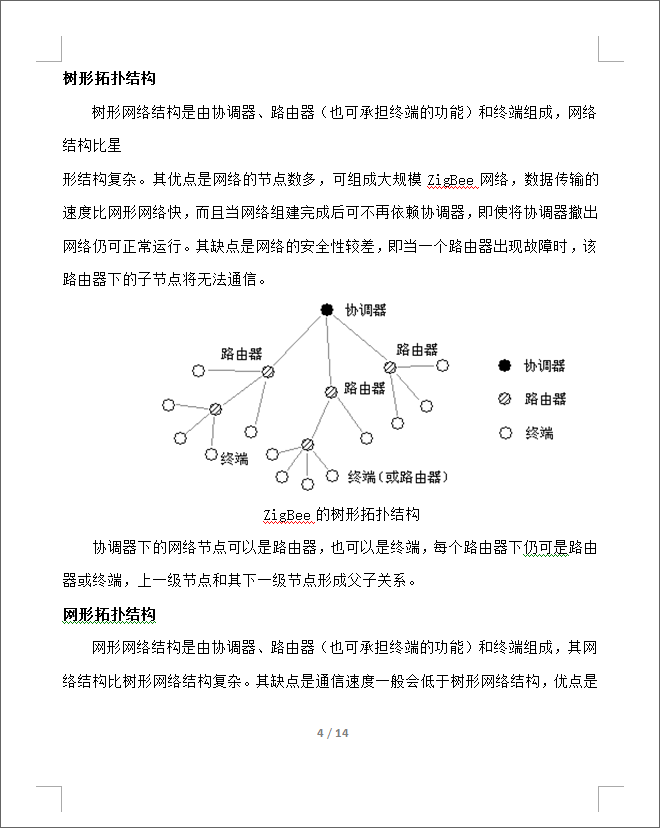 树形拓扑结构
树形网络结构是由协调器、路由器（也可承担终端的功能）和终端组成，网络
结构比星
形结构复杂。其优点是网络的节点数多，可组成大规模 ZigBee 网络，数据传输的
速度比网形网络快，而且当网络组建完成后可不再依赖协调器，即使将协调器撤出
网络仍可正常运行。其缺点是网络的安全性较差，即当一个路由器出现故障时，该
路由器下的子节点将无法通信。
协调器
路由器
路由器
协调器
路由器
路由器
终端
终端
终端(或路由器)
ZigBee 的树形拓扑结构
协调器下的网络节点可以是路由器，也可以是终端，每个路由器下仍可是路由
器或终端，上一级节点和其下一级节点形成父子关系。
网形拓扑结构
网形网络结构是由协调器、路由器（也可承担终端的功能）和终端组成，其网
络结构比树形网络结构复杂。其缺点是通信速度一般会低于树形网络结构，优点是
4 / 14